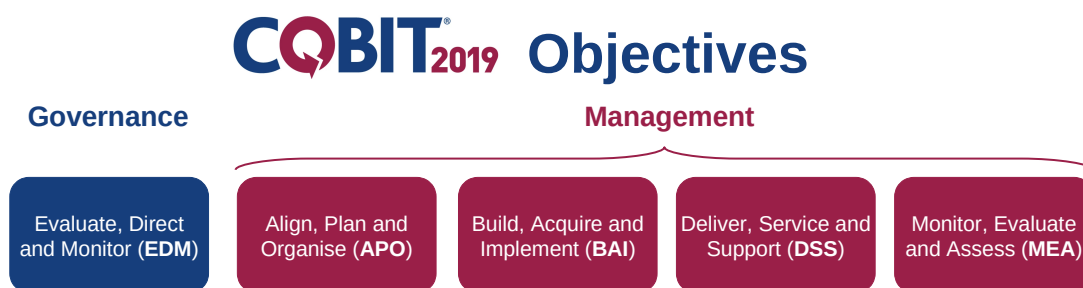 COBIT® 2019 Objectives
Governance
Management
Evaluate, Direct
and Monitor (EDM)
Align, Plan and
Organise (APO)
Build, Acquire and
Implement (BAI)
Deliver, Service and
Support (DSS)
Monitor, Evaluate
and Assess (MEA)